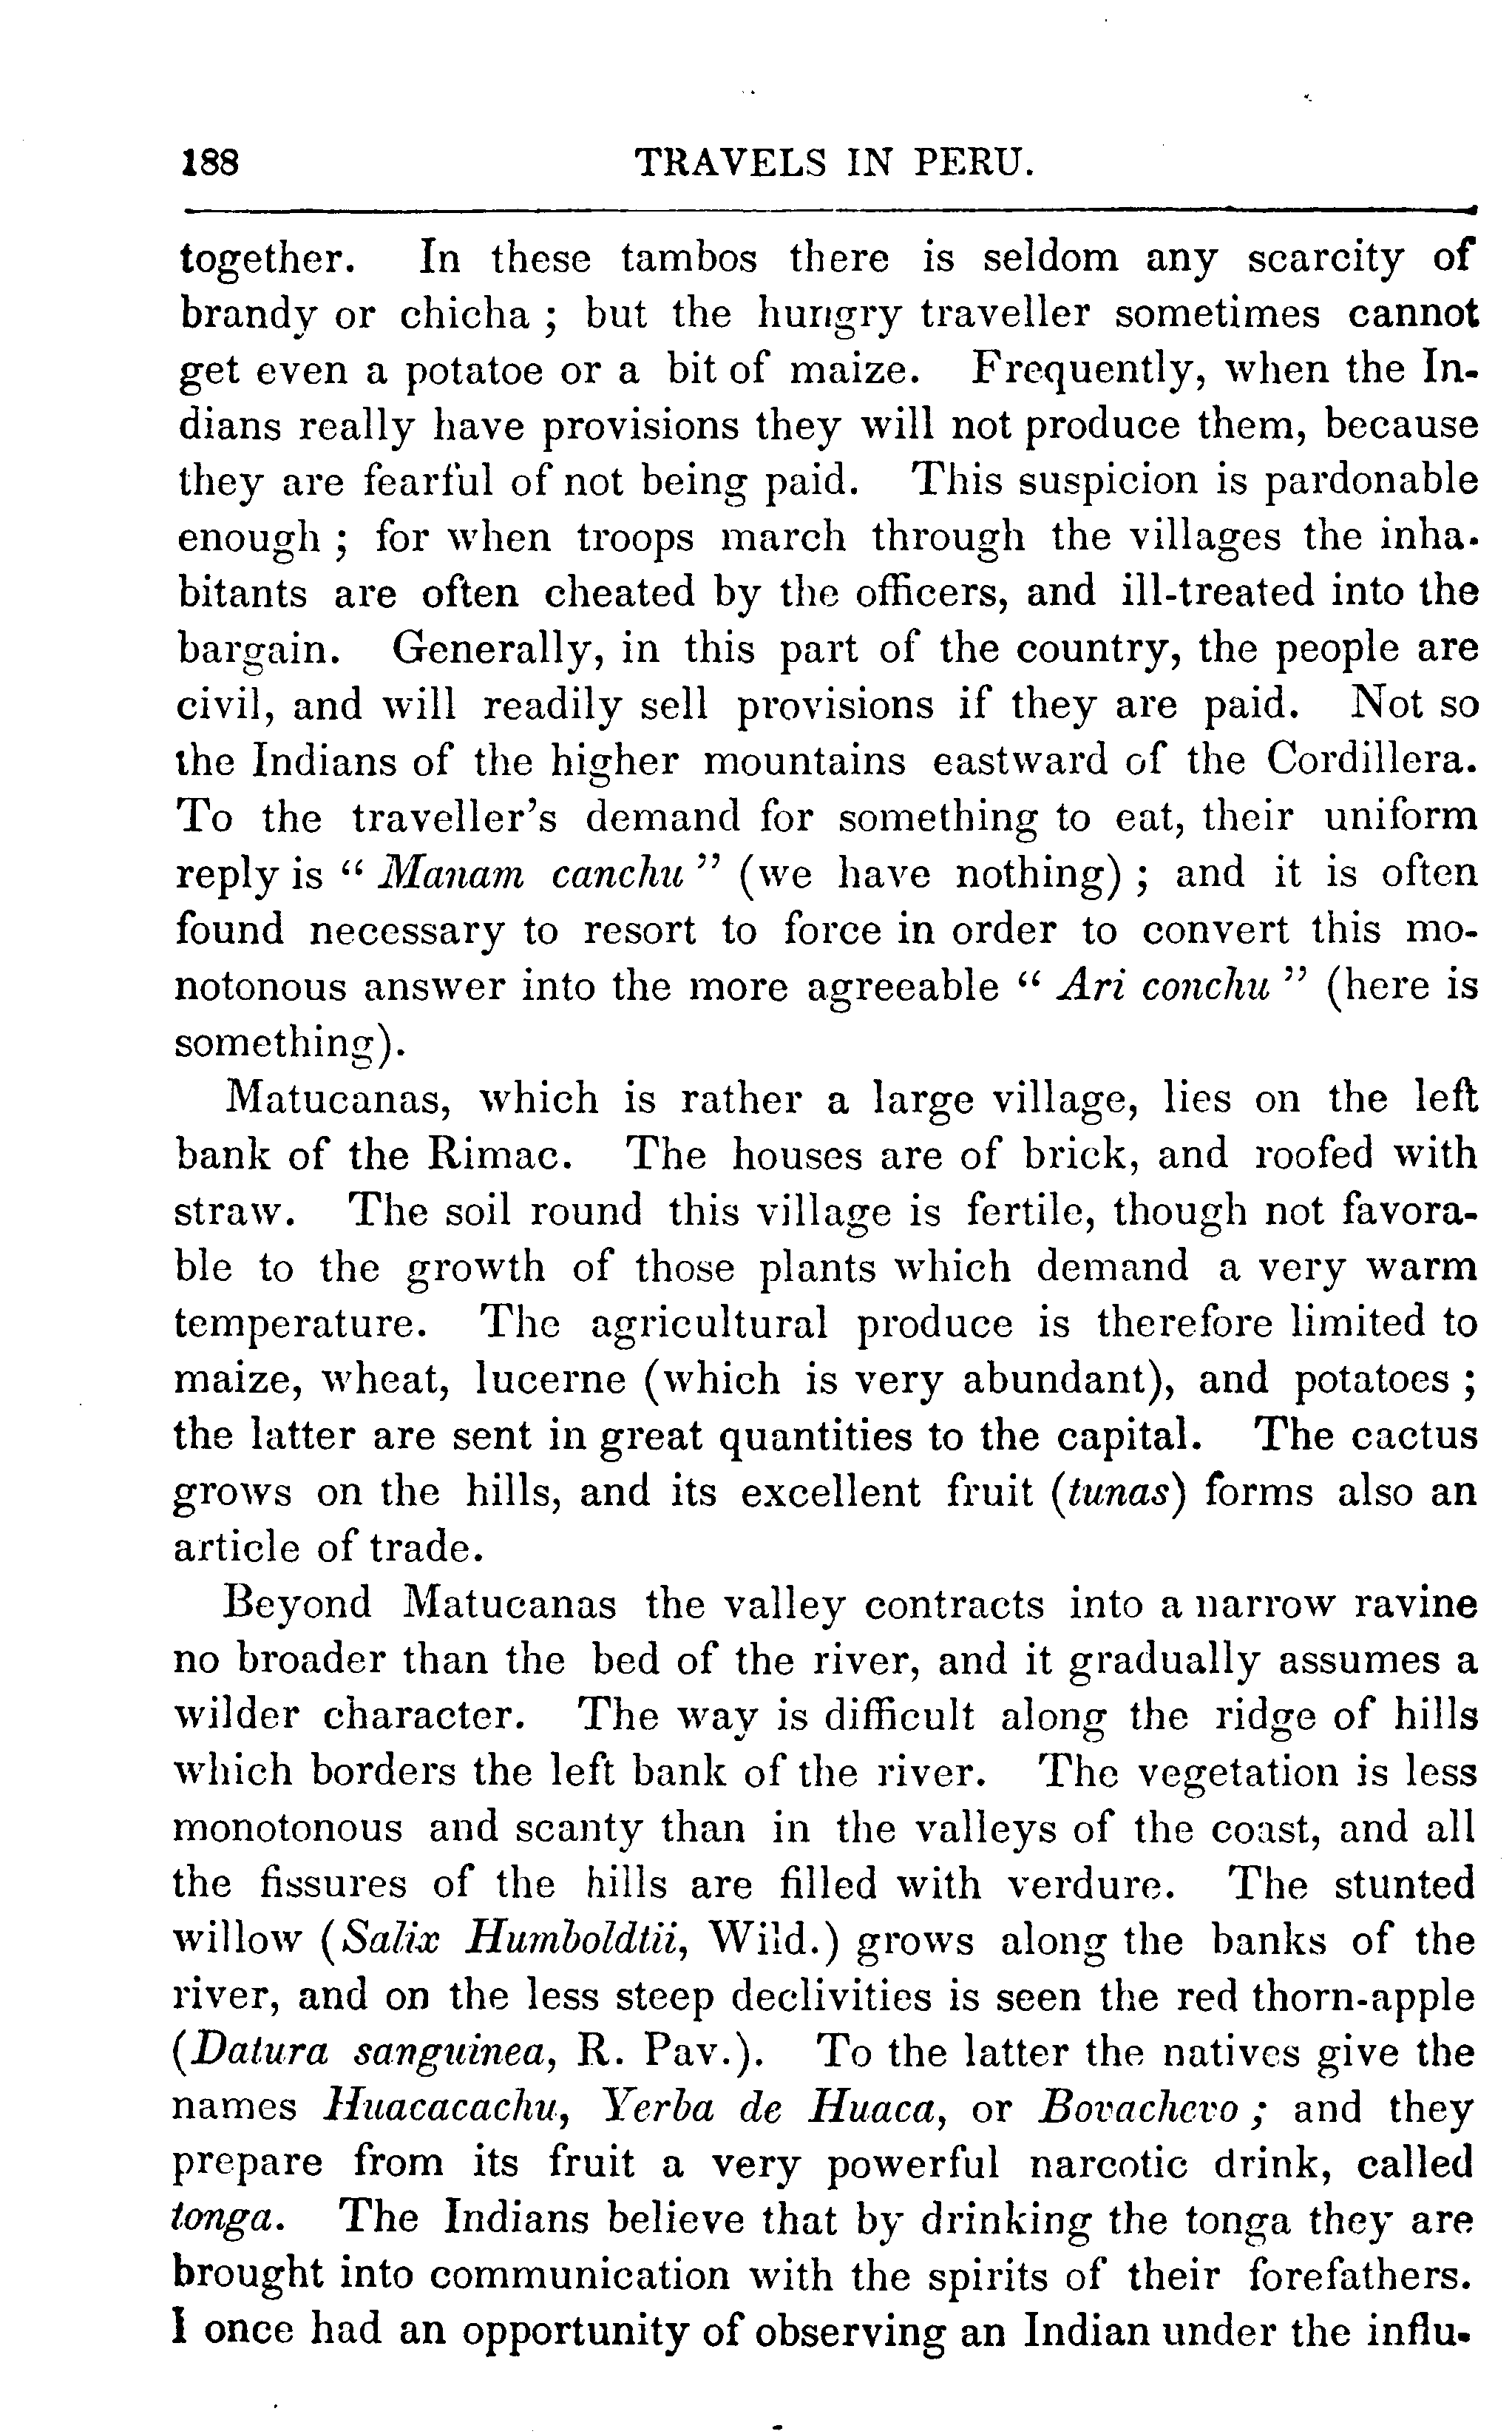 188 TRAVELS IN PERU.
together. In these tambos there is seldom any scarcity of
brandy or chicha ; but the hungry traveller sometimes cannot
get even a potatoe or a bit of maize. Frequently, when the In-
dians really have provisions they will not produce them, because
they are fearful of not being paid. This suspicion is pardonable
enough ; for when troops march through the villages the inha-
bitants are often cheated by the officers, and ill-treated into the
bargain. Generally, in this part of the country, the people are
civil, and will readily sell provisions if they are paid. Not so
the Indians of the higher mountains eastward of the Cordillera.
To the traveller's demand for something to eat, their uniform
reply is “ Manam canchu ” (we have nothing) ; and it is often
found necessary to resort to force in order to convert this mo-
notonous answer into the more agreeable “ Ari conchu ” (here is
something).
Matucanas, which is rather a large village, lies on the left
bank of the Rimac. The houses are of brick, and roofed with
straw. The soil round this village is fertile, though not favora-
ble to the growth of those plants which demand a very warm
temperature. The agricultural produce is therefore limited to
maize, wheat, lucerne (which is very abundant), and potatoes ;
the latter are sent in great quantities to the capital. The cactus
grows on the hills, and its excellent fruit (tunas) forms also an
article of trade.
Beyond Matucanas the valley contracts into a narrow ravine
no broader than the bed of the river, and it gradually assumes a
wilder character. The way is difficult along the ridge of hills
which borders the left bank of the river. The vegetation is less
monotonous and scanty than in the valleys of the coast, and all
the fissures of the hills are filled with verdure. The stunted
willow (Salix Humboldtii, Wild.) grows along the banks of the
river, and on the less steep declivities is seen the red thorn-apple
(Datura sanguinea, R. Pav.). To the latter the natives give the
names Huacacachu, Yerba de Huaca, or Bovachevo ; and they
prepare from its fruit a very powerful narcotic drink, called
tonga. The Indians believe that by drinking the tonga they are
brought into communication with the spirits of their forefathers.
I once had an opportunity of observing an Indian under the influ-